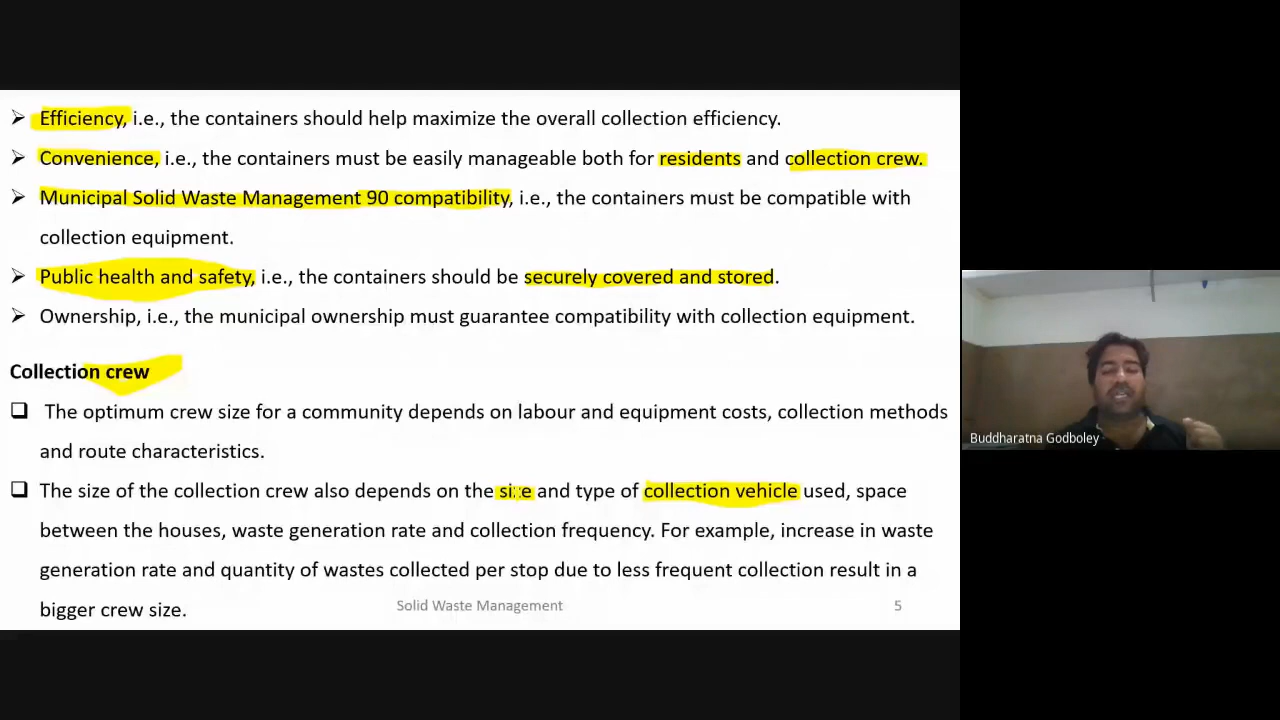 ➢ Efficiency, i.e., the containers should help maximize the overall collection efficiency.
➢ Convenience, i.e., the containers must be easily manageable both for residents and collection crew.
➢ Municipal Solid Waste Management 90 compatibility, i.e., the containers must be compatible with
collection equipment.
➢ Public health and safety, i.e., the containers should be securely covered and stored.
➢ Ownership, i.e., the municipal ownership must guarantee compatibility with collection equipment.
Collection crew
❑ The optimum crew size for a community depends on labour and equipment costs, collection methods
and route characteristics.
❑ The size of the collection crew also depends on the size and type of collection vehicle used, space
between the houses, waste generation rate and collection frequency. For example, increase in waste
generation rate and quantity of wastes collected per stop due to less frequent collection result in a
bigger crew size.
Solid Waste Management 5
Buddharatna Godboley